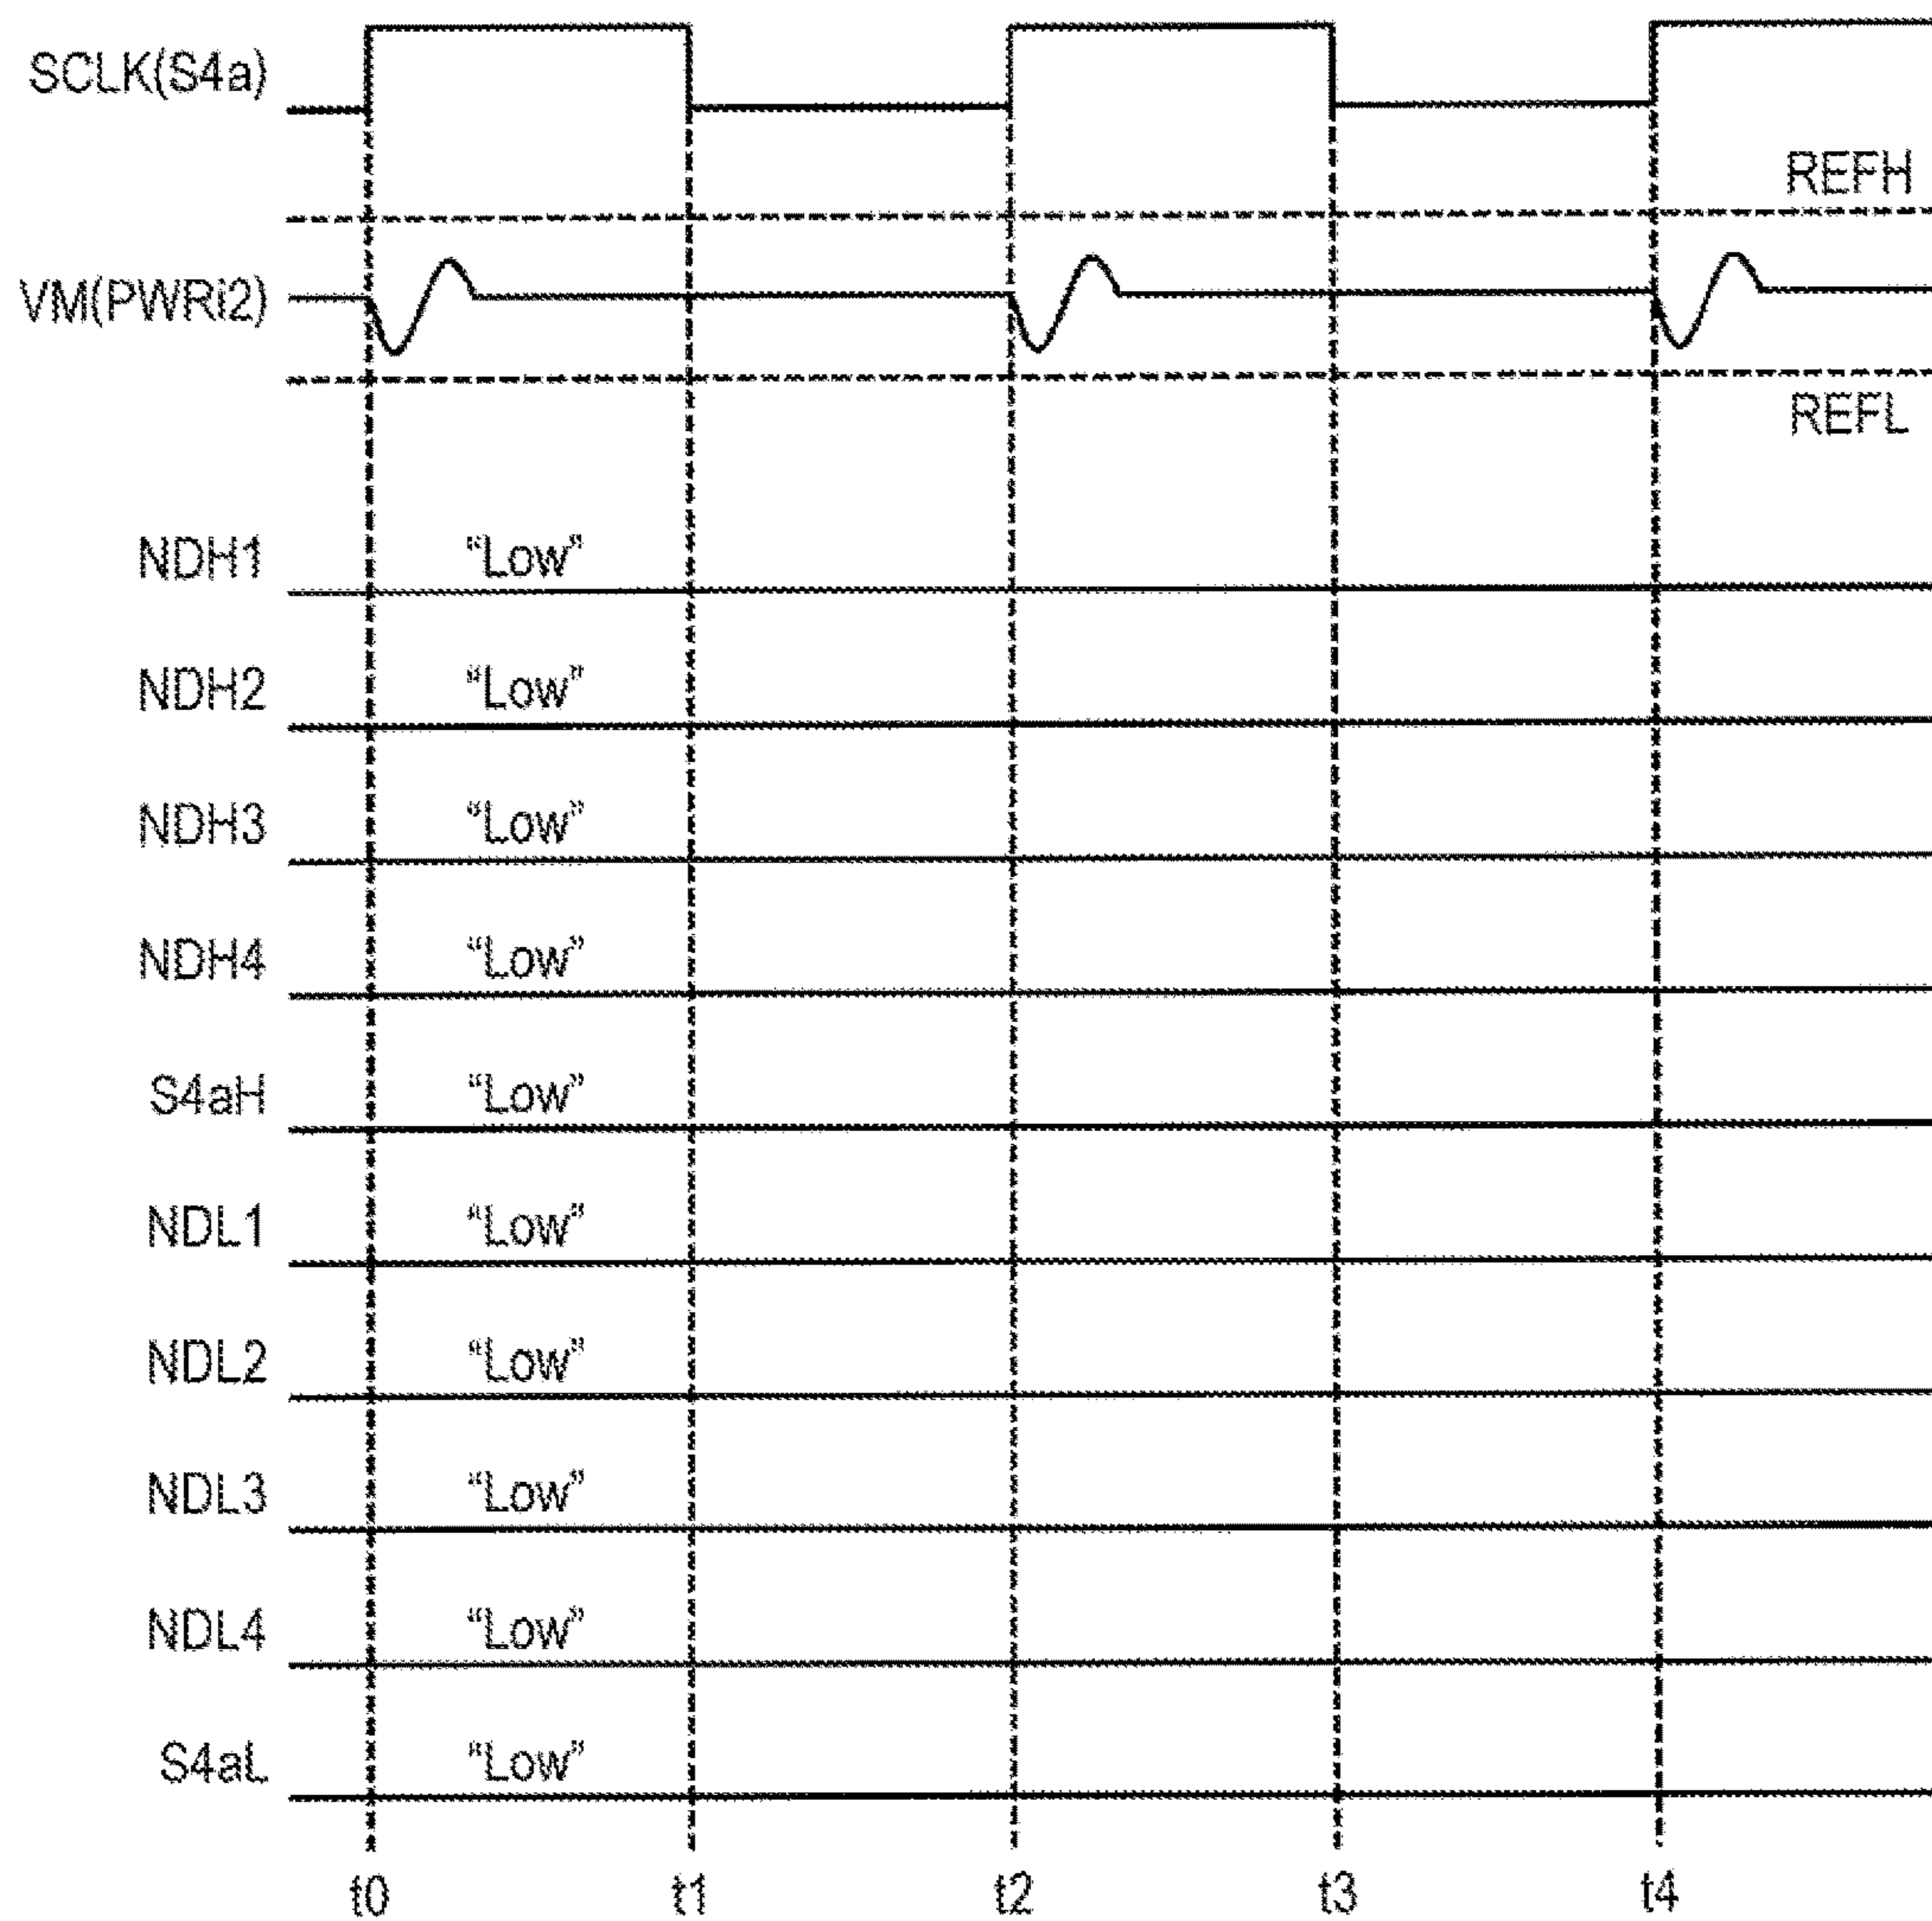 SCLK(S4a)
REFH
VM(PWRi2)
REFL
NDH1 “Low”
NDH2 “Low”
NDH3 “Low”
NDH4 “Low”
S4aH “Low”
NDL1 “Low”
NDL2 “Low”
NDL3 “Low”
NDL4 “Low”
S4aL “Low”
t0 t1 t2 t3 t4